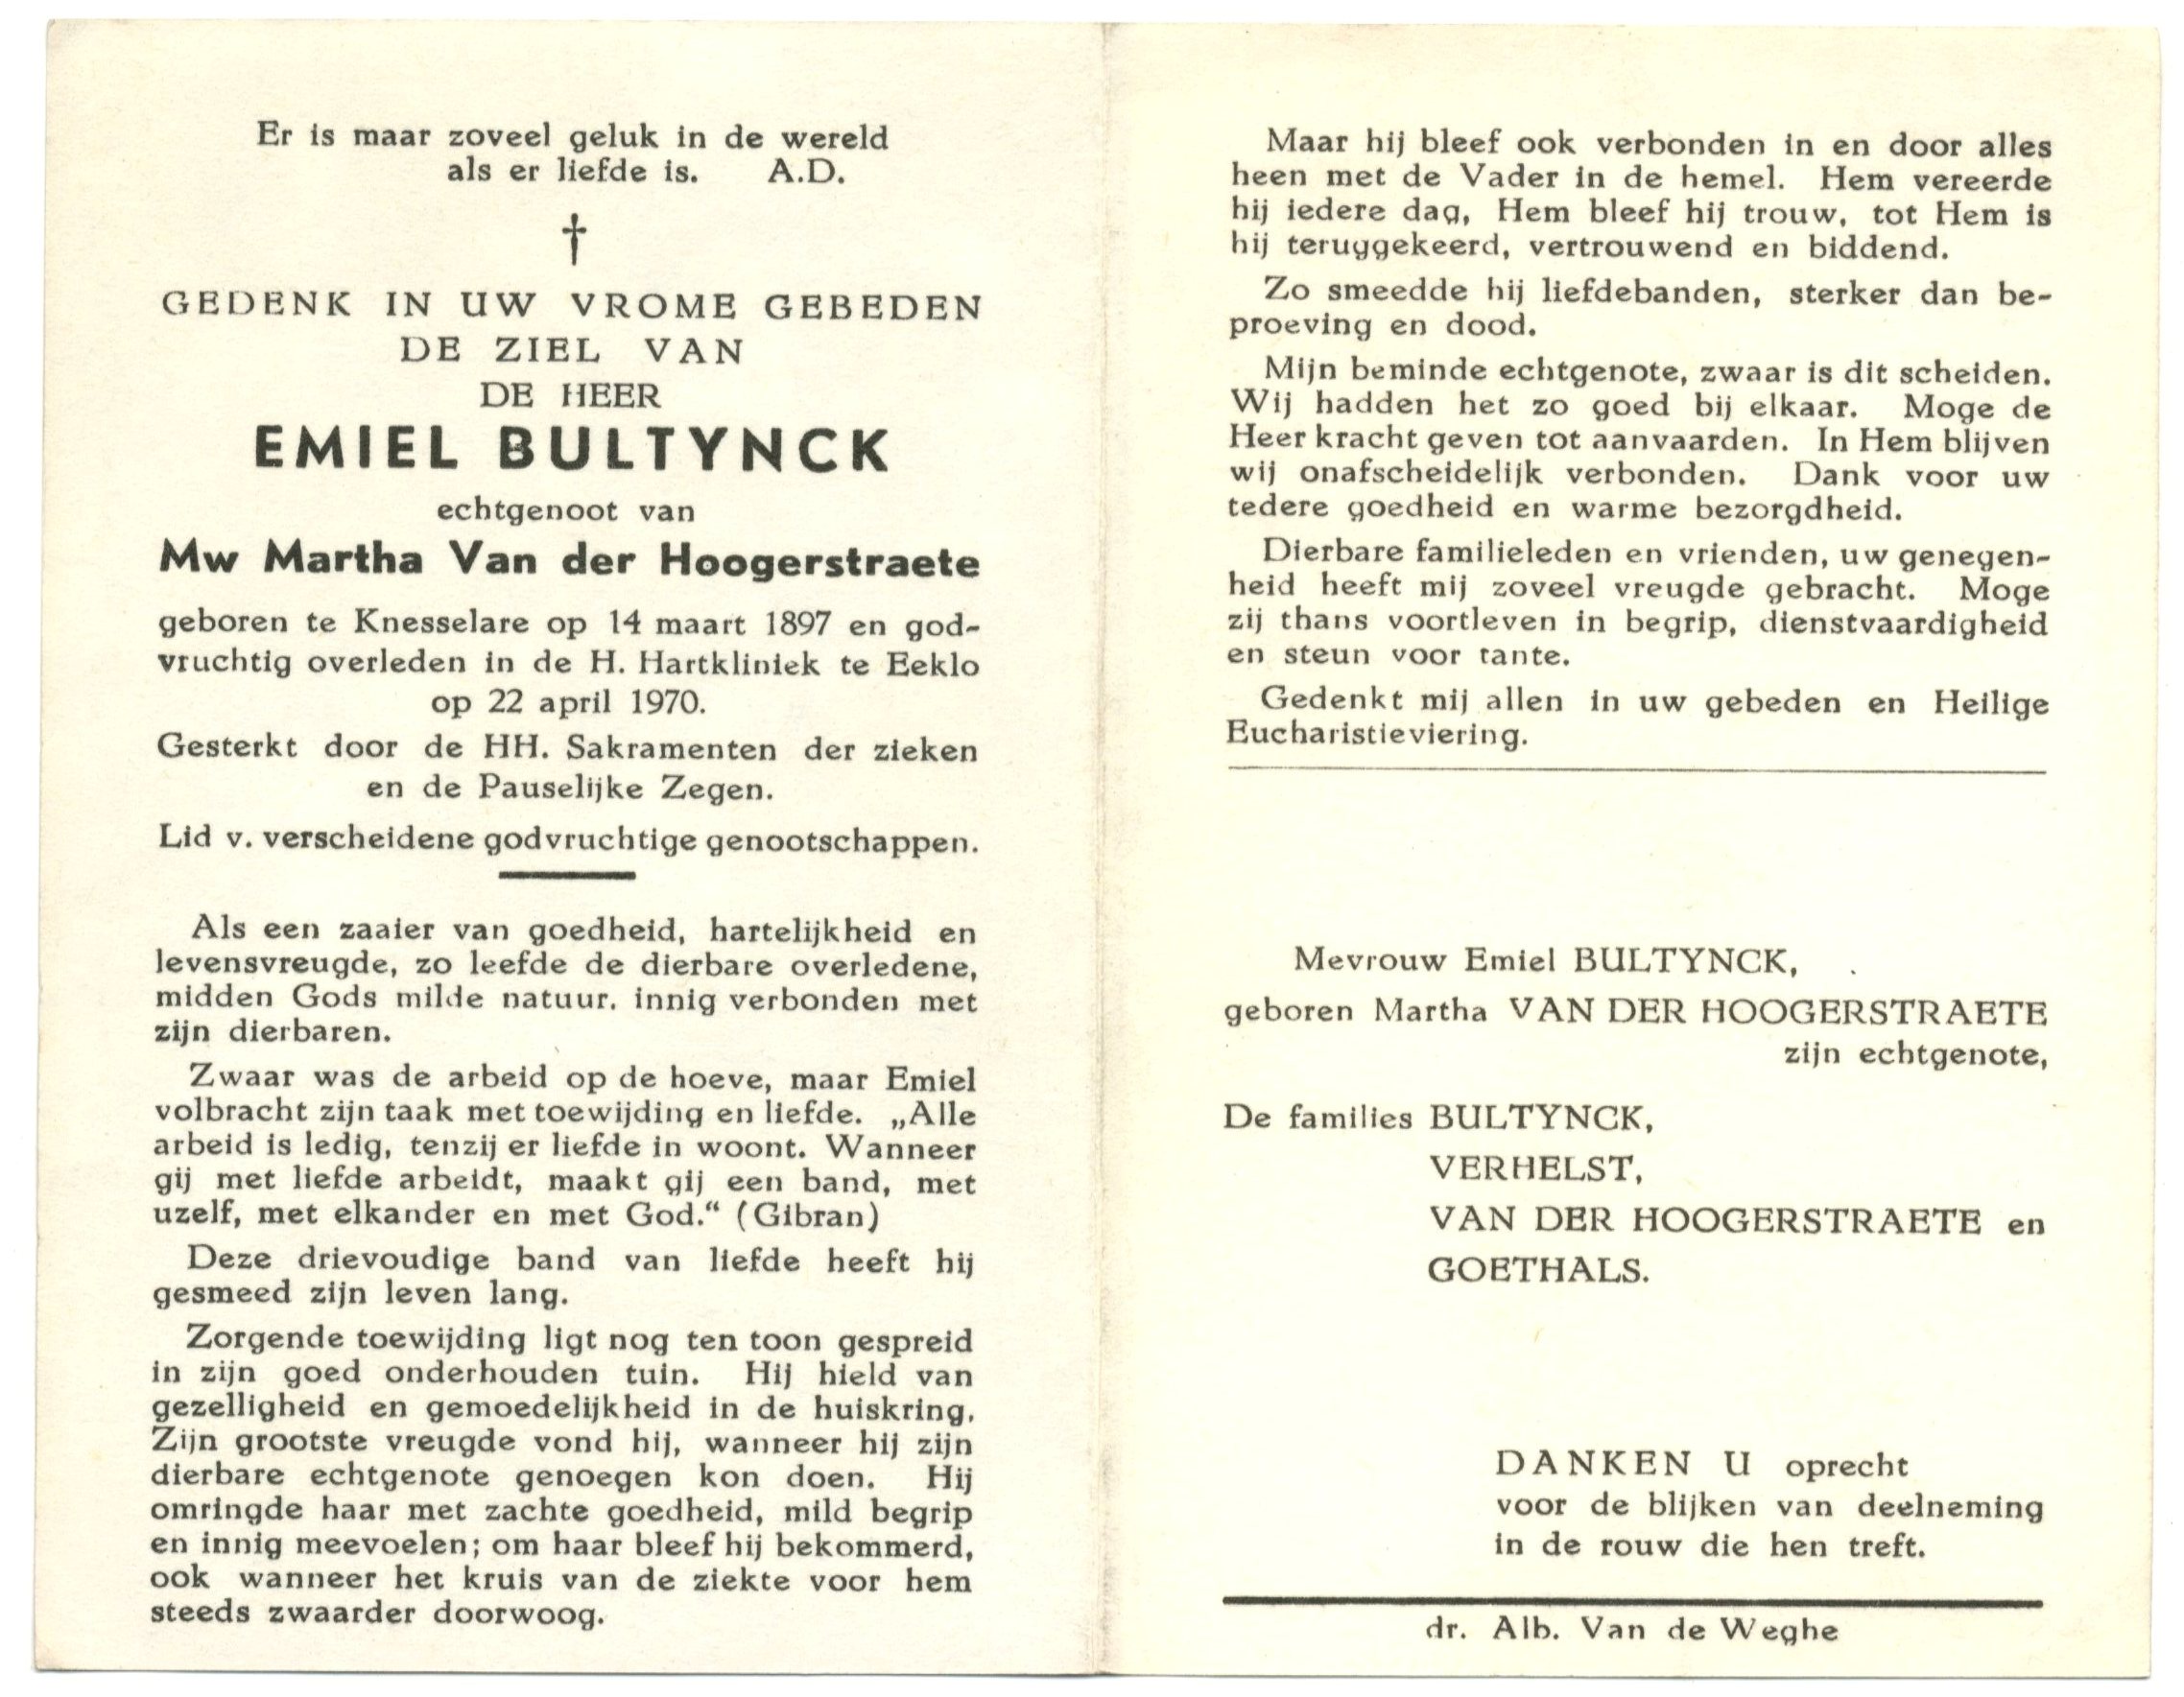 Er is maar zoveel geluk in de wereld
als er liefde is. A.D.
†
GEDENK IN UW VROME GEBEDEN
DE ZIEL VAN
DE HEER
EMIEL BULTYNCK
echtgenoot van
Mw Martha Van der Hoogerstraete
geboren te Knesselare op 14 maart 1897 en god-
vruchtig overleden in de H. Hartkliniek te Eeklo
op 22 april 1970.
Gesterkt door de HH. Sakramenten der zieken
en de Pauselijke Zegen.
Lid v. verscheidene godvruchtige genootschappen.
Als een zaaier van goedheid, hartelijkheid en
levensvreugde, zo leefde de dierbare overledene,
midden Gods milde natuur, innig verbonden met
zijn dierbaren.
Zwaar was de arbeid op de hoeve, maar Emiel
volbracht zijn taak met toewijding en liefde. „Alle
arbeid is ledig, tenzij er liefde in woont. Wanneer
gij met liefde arbeidt, maakt gij een band, met
uzelf, met elkander en met God.“ (Gibran)
Deze drievoudige band van liefde heeft hij
gesmeed zijn leven lang.
Zorgende toewijding ligt nog ten toon gespreid
in zijn goed onderhouden tuin. Hij hield van
gezelligheid en gemoedelijkheid in de huiskring.
Zijn grootste vreugde vond hij, wanneer hij zijn
dierbare echtgenote genoegen kon doen. Hij
omringde haar met zachte goedheid, mild begrip
en innig meevoelen; om haar bleef hij bekommerd,
ook wanneer het kruis van de ziekte voor hem
steeds zwaarder doorwoog.
Maar hij bleef ook verbonden in en door alles
heen met de Vader in de hemel. Hem vereerde
hij iedere dag, Hem bleef hij trouw, tot Hem is
hij teruggekeerd, vertrouwend en biddend.
Zo smeedde hij liefdebanden, sterker dan be-
proeving en dood.
Mijn beminde echtgenote, zwaar is dit scheiden.
Wij hadden het zo goed bij elkaar. Moge de
Heer kracht geven tot aanvaarden. In Hem blijven
wij onafscheidelijk verbonden. Dank voor uw
tedere goedheid en warme bezorgdheid.
Dierbare familieleden en vrienden, uw genegen-
heid heeft mij zoveel vreugde gebracht. Moge
zij thans voortleven in begrip, dienstvaardigheid
en steun voor tante.
Gedenkt mij allen in uw gebeden en Heilige
Eucharistieviering.
Mevrouw Emiel BULTYNCK,
geboren Martha VAN DER HOOGERSTRAETE
zijn echtgenote,
De families BULTYNCK,
VERHELST,
VAN DER HOOGERSTRAETE en
GOETHALS.
DANKEN U oprecht
voor de blijken van deelneming
in de rouw die hen treft.
dr. Alb. Van de Weghe